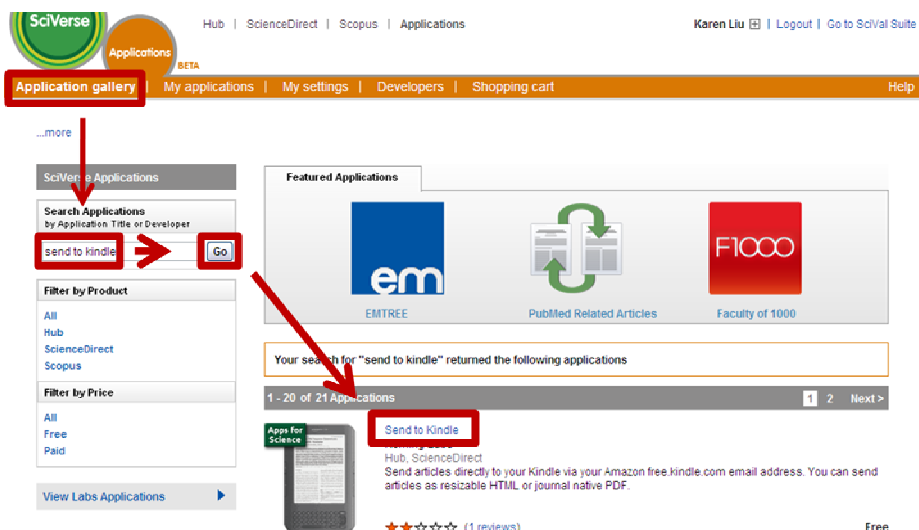 SciVerse
Applications
BETA
Hub | ScienceDirect | Scopus | Applications
Karen Liu | Logout | Go to SciVal Suite
Application gallery | My applications | My settings | Developers | Shopping cart
Help
...more
SciVerse Applications
Search Applications
by Application Title or Developer
send to kindle
Go
Filter by Product
All
Hub
ScienceDirect
Scopus
Filter by Price
All
Free
Paid
View Labs Applications
Featured Applications
em
EMTREE
PubMed Related Articles
F1000
Faculty of 1000
Your search for "send to kindle" returned the following applications
1 - 20 of 21 Applications
1 2 Next >
Apps for
Science
Send to Kindle
Hub, ScienceDirect
Send articles directly to your Kindle via your Amazon free.kindle.com email address. You can send
articles as resizable HTML or journal native PDF.
(1 reviews)
Free